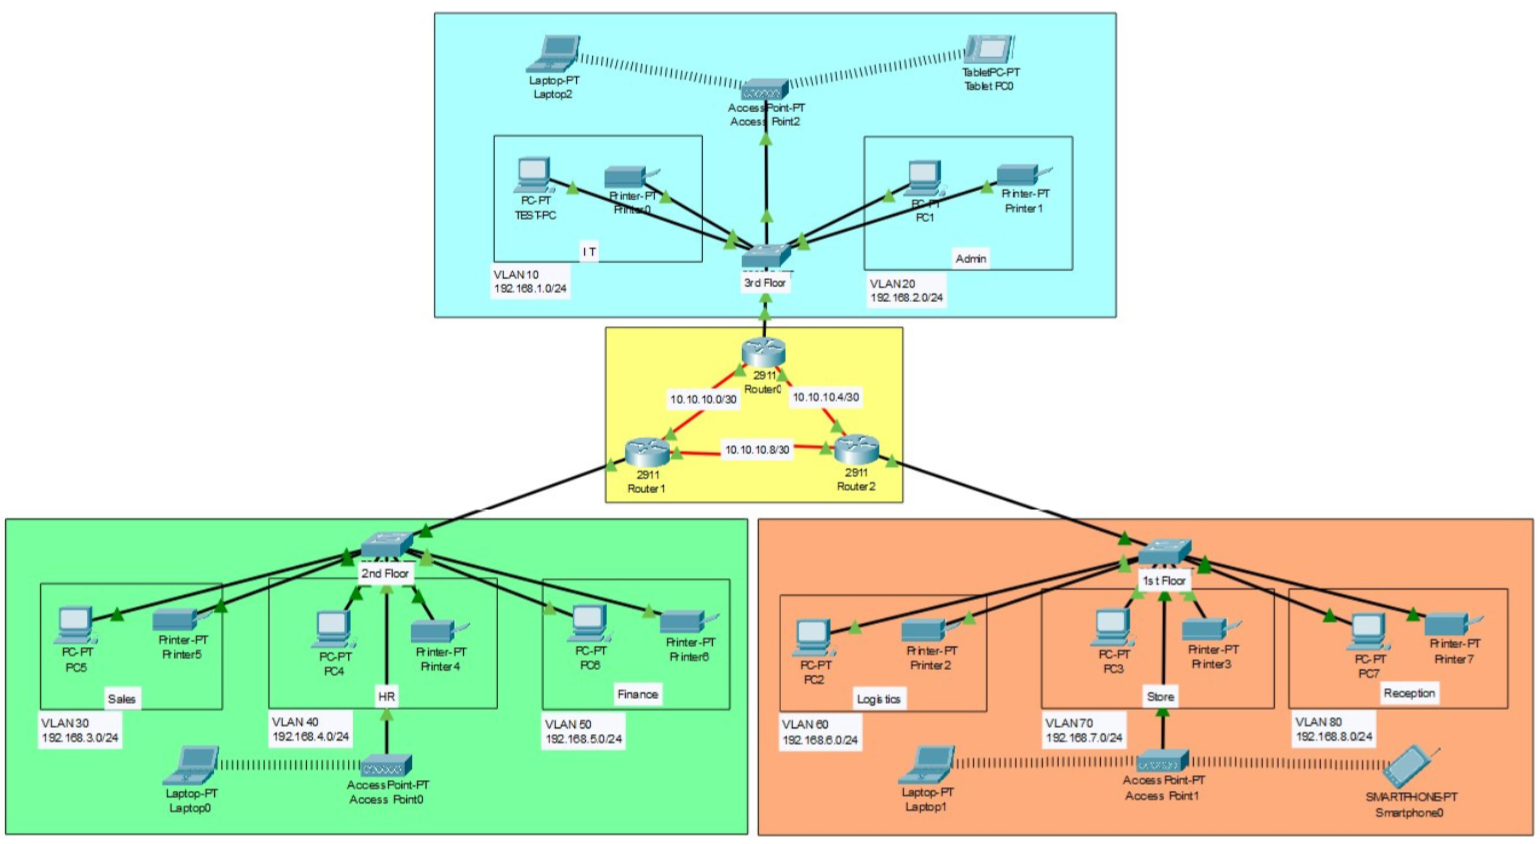 Laptop-PT
Laptop2
TabletPC-PT
Tablet PC0
AccessPoint-PT
Access Point2
PC-PT
TEST-PC
Printer-PT
Printer0
IT
VLAN 10
192.168.1.0/24
PC-PT
PC1
Printer-PT
Printer1
Admin
VLAN 20
192.168.2.0/24
3rd Floor
2911
Router0
10.10.10.0/30
10.10.10.4/30
10.10.10.8/30
2911
Router1
2911
Router2
2nd Floor
PC-PT
PC5
Printer-PT
Printer5
Sales
VLAN 30
192.168.3.0/24
PC-PT
PC4
Printer-PT
Printer4
HR
VLAN 40
192.168.4.0/24
PC-PT
PC6
Printer-PT
Printer6
Finance
VLAN 50
192.168.5.0/24
Laptop-PT
Laptop0
AccessPoint-PT
Access Point0
1st Floor
PC-PT
PC2
Printer-PT
Printer2
Logistics
VLAN 60
192.168.6.0/24
PC-PT
PC3
Printer-PT
Printer3
Store
VLAN 70
192.168.7.0/24
PC-PT
PC7
Printer-PT
Printer7
Reception
VLAN 80
192.168.8.0/24
Laptop-PT
Laptop1
AccessPoint-PT
Access Point1
SMARTPHONE-PT
Smartphone0